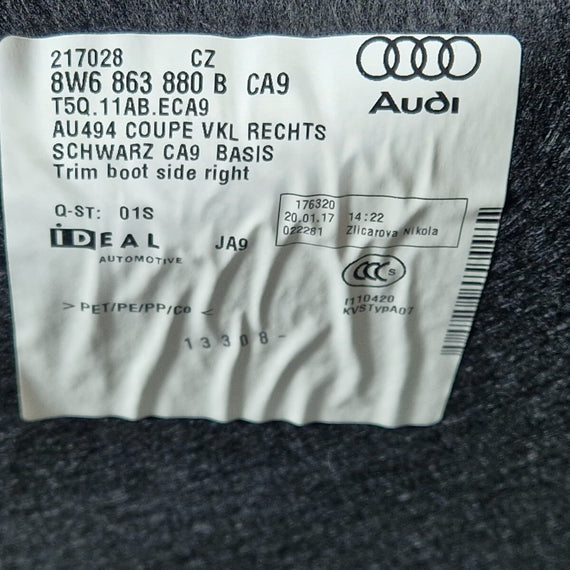 217028 CZ
8W6 863 880 B CA9
T5Q.11AB.ECA9
AU494 COUPE VKL RECHTS
SCHWARZ CA9 BASIS
Trim boot side right
Audi
Q-ST: 01S
176320
20.01.17 14:22
022281 Zlicarova Nikola
iDEAL JA9
AUTOMOTIVE
CCC S
I110420
KVSTypA07
> PET/PE/PP/Co <
13308-